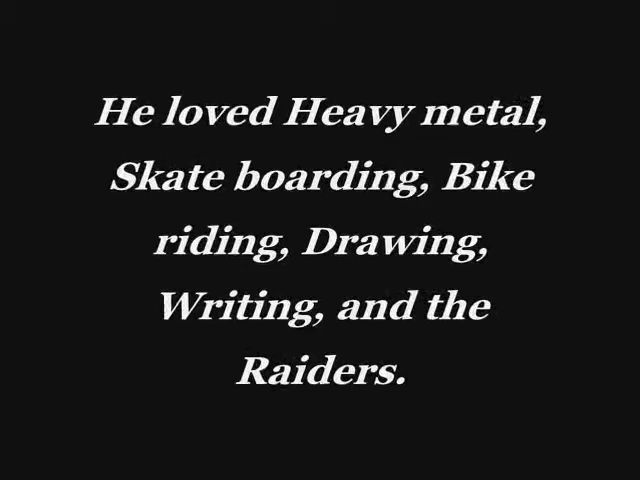 He loved Heavy metal,
Skate boarding, Bike
riding, Drawing,
Writing, and the
Raiders.